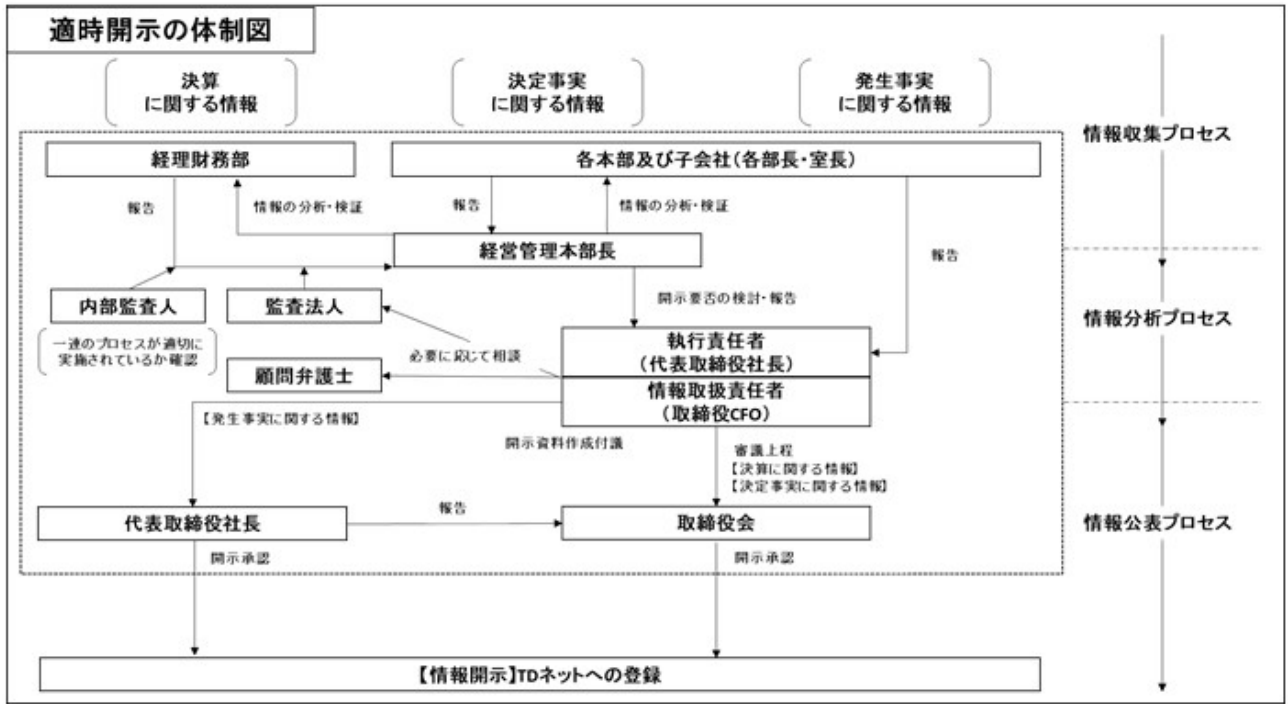 適時開示の体制図
決算
に関する情報
決定事実
に関する情報
発生事実
に関する情報
情報収集プロセス
経理財務部
各本部及び子会社(各部長・室長)
報告
情報の分析・検証
報告
情報の分析・検証
経営管理本部長
報告
内部監査人
監査法人
開示要否の検討・報告
情報分析プロセス
一連のプロセスが適切に
実施されているか確認
必要に応じて相談
執行責任者
(代表取締役社長)
顧問弁護士
情報取扱責任者
(取締役CFO)
【発生事実に関する情報】
開示資料作成付議
審議上程
【決算に関する情報】
【決定事実に関する情報】
代表取締役社長
報告
取締役会
情報公表プロセス
開示承認
開示承認
【情報開示】TDネットへの登録